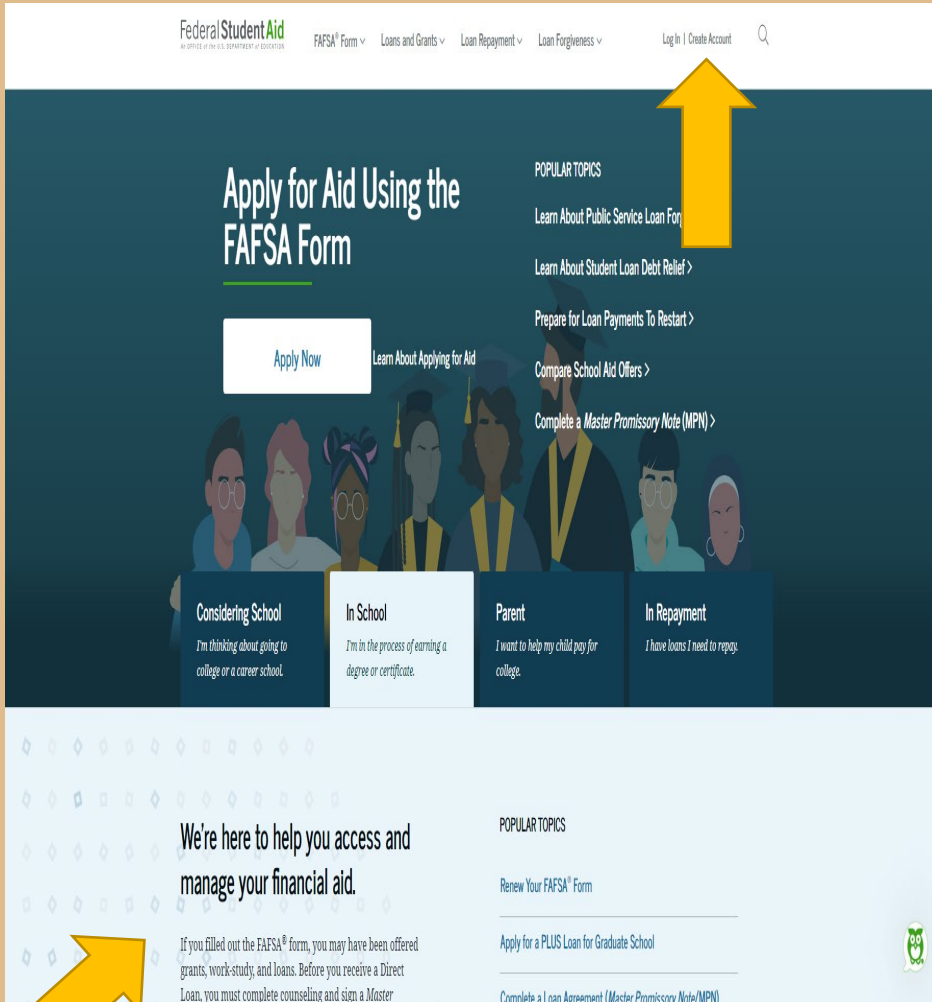 Federal Student Aid
An OFFICE of the U.S. DEPARTMENT of EDUCATION
FAFSA® Form
Loans and Grants
Loan Repayment
Loan Forgiveness
Log In | Create Account
Apply for Aid Using the
FAFSA Form
Apply Now
Learn About Applying for Aid
POPULAR TOPICS
Learn About Public Service Loan
Learn About Student Loan Debt Relief >
Prepare for Loan Payments To Restart >
Compare School Aid Offers >
Complete a Master Promissory Note (MPN) >
Considering School
I'm thinking about going to
college or a career school.
In School
I'm in the process of earning a
degree or certificate.
Parent
I want to help my child pay for
college.
In Repayment
I have loans I need to repay.
We're here to help you access and
manage your financial aid.
If you filled out the FAFSA® form, you may have been offered
grants, work-study, and loans. Before you receive a Direct
Loan, you must complete counseling and sign a Master
POPULAR TOPICS
Renew Your FAFSA® Form
Apply for a PLUS Loan for Graduate School
Complete a Loan Agreement (Master Promissory Note/MPN)